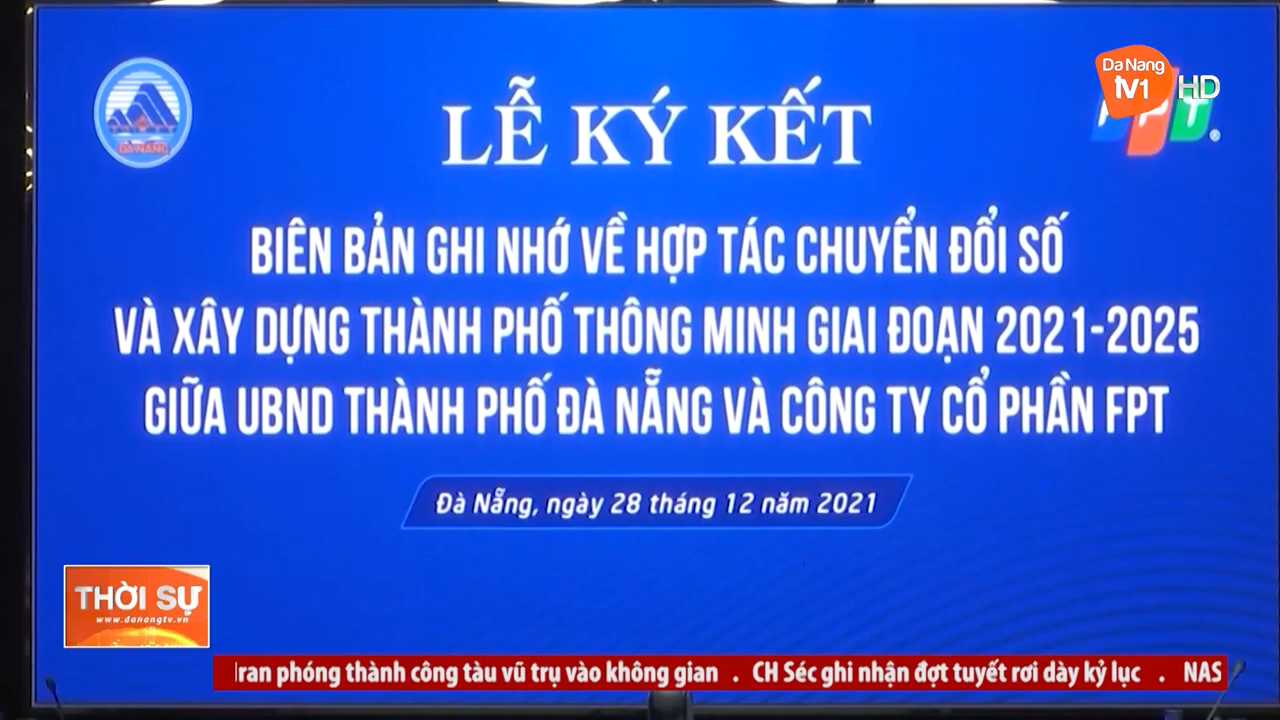 Da Nang
tv1 HD
ĐÀ NẴNG
FPT®
LỄ KÝ KẾT
BIÊN BẢN GHI NHỚ VỀ HỢP TÁC CHUYỂN ĐỔI SỐ
VÀ XÂY DỰNG THÀNH PHỐ THÔNG MINH GIAI ĐOẠN 2021-2025
GIỮA UBND THÀNH PHỐ ĐÀ NẴNG VÀ CÔNG TY CỔ PHẦN FPT
Đà Nẵng, ngày 28 tháng 12 năm 2021
THỜI SỰ
www.danangtv.vn
Iran phóng thành công tàu vũ trụ vào không gian . CH Séc ghi nhận đợt tuyết rơi dày kỷ lục . NAS